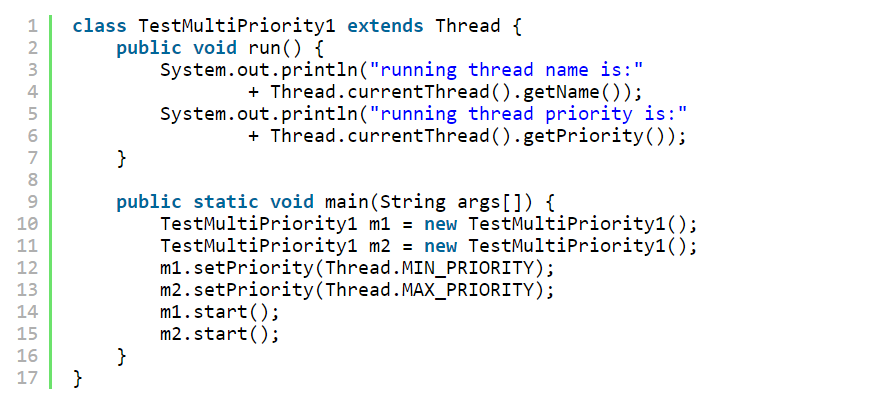 1 class TestMultiPriority1 extends Thread {
2     public void run() {
3         System.out.println("running thread name is:"
4                 + Thread.currentThread().getName());
5         System.out.println("running thread priority is:"
6                 + Thread.currentThread().getPriority());
7     }
8
9     public static void main(String args[]) {
10         TestMultiPriority1 m1 = new TestMultiPriority1();
11         TestMultiPriority1 m2 = new TestMultiPriority1();
12         m1.setPriority(Thread.MIN_PRIORITY);
13         m2.setPriority(Thread.MAX_PRIORITY);
14         m1.start();
15         m2.start();
16     }
17 }